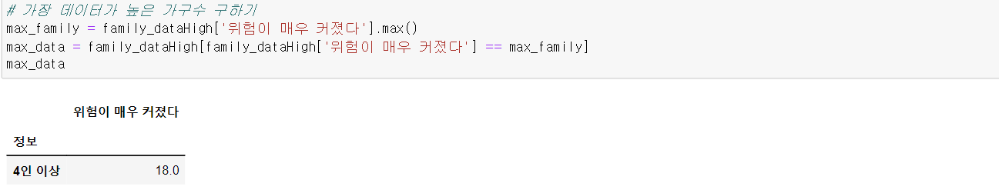 # 가장 데이터가 높은 가구수 구하기
max_family = family_dataHigh['위험이 매우 커졌다'].max()
max_data = family_dataHigh[family_dataHigh['위험이 매우 커졌다'] == max_family]
max_data
위험이 매우 커졌다
정보
4인 이상 18.0